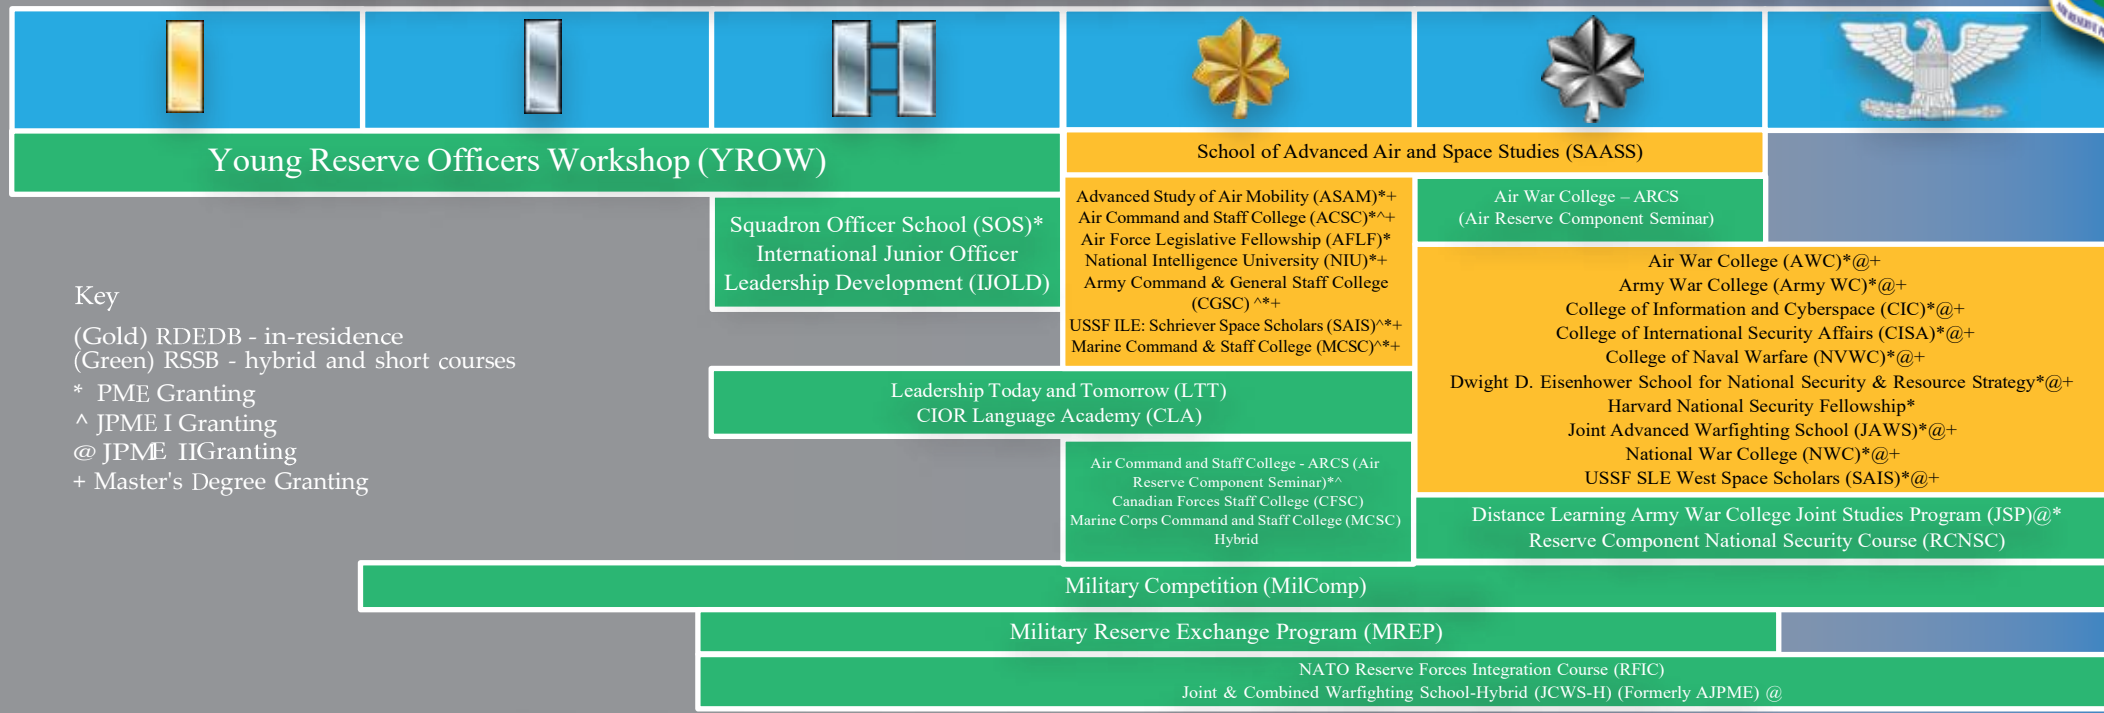 Young Reserve Officers Workshop (YROW)
School of Advanced Air and Space Studies (SAASS)
Squadron Officer School (SOS)*
International Junior Officer
Leadership Development (IJOLD)
Advanced Study of Air Mobility (ASAM)*+
Air Command and Staff College (ACSC)*^+
Air Force Legislative Fellowship (AFLF)*
National Intelligence University (NIU)*+
Army Command & General Staff College
(CGSC) ^*+
USSF ILE: Schriever Space Scholars (SAIS)^*+
Marine Command & Staff College (MCSC)^*+
Air War College – ARCS
(Air Reserve Component Seminar)
Air War College (AWC)*@+
Army War College (Army WC)*@+
College of Information and Cyberspace (CIC)*@+
College of International Security Affairs (CISA)*@+
College of Naval Warfare (NVWC)*@+
Dwight D. Eisenhower School for National Security & Resource Strategy*@+
Harvard National Security Fellowship*
Joint Advanced Warfighting School (JAWS)*@+
National War College (NWC)*@+
USSF SLE West Space Scholars (SAIS)*@+
Key
(Gold) RDEDB - in-residence
(Green) RSSB - hybrid and short courses
* PME Granting
^ JPME I Granting
@ JPME IIGranting
+ Master's Degree Granting
Leadership Today and Tomorrow (LTT)
CIOR Language Academy (CLA)
Air Command and Staff College - ARCS (Air
Reserve Component Seminar)*^
Canadian Forces Staff College (CFSC)
Marine Corps Command and Staff College (MCSC)
Hybrid
Distance Learning Army War College Joint Studies Program (JSP)@*
Reserve Component National Security Course (RCNSC)
Military Competition (MilComp)
Military Reserve Exchange Program (MREP)
NATO Reserve Forces Integration Course (RFIC)
Joint & Combined Warfighting School-Hybrid (JCWS-H) (Formerly AJPME) @